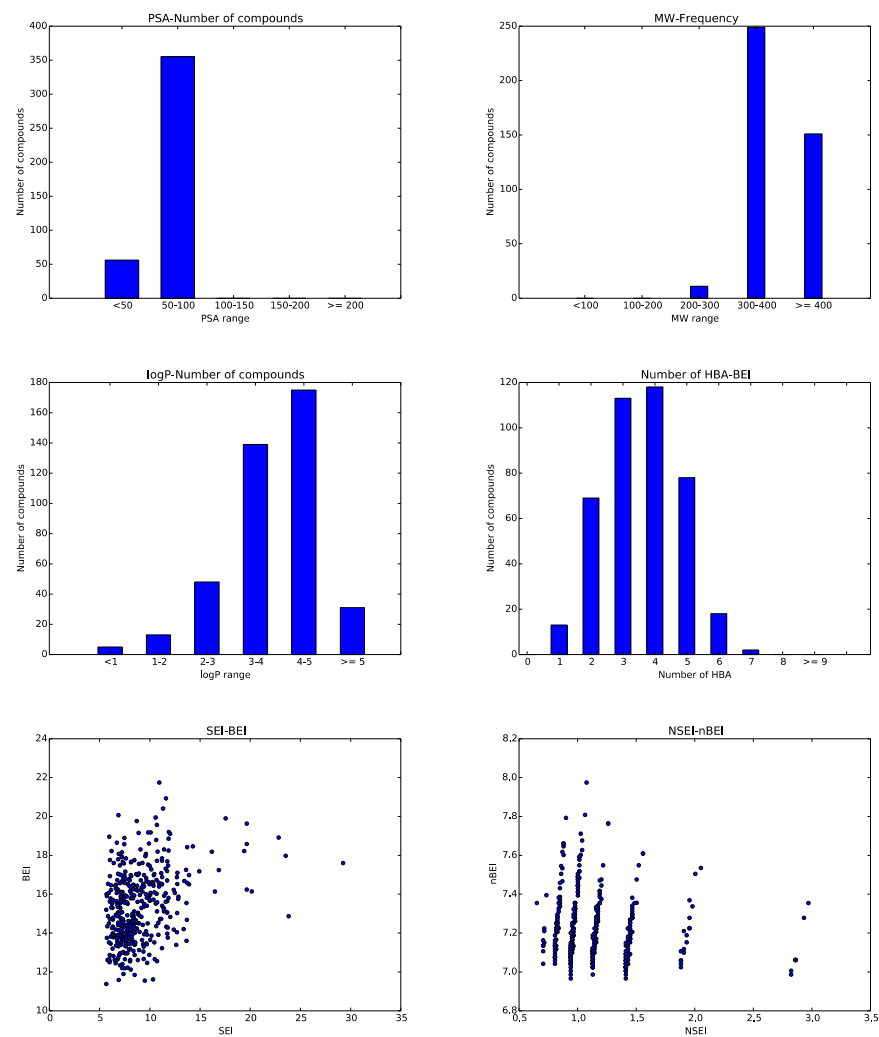 PSA-Number of compounds
400
350
300
250
200
150
100
50
0
Number of compounds
<50 50-100 100-150 150-200 >= 200
PSA range
MW-Frequency
250
200
150
100
50
0
Number of compounds
<100 100-200 200-300 300-400 >= 400
MW range
logP-Number of compounds
180
160
140
120
100
80
60
40
20
0
Number of compounds
<1 1-2 2-3 3-4 4-5 >= 5
logP range
Number of HBA-BEI
120
100
80
60
40
20
0
Number of compounds
0 1 2 3 4 5 6 7 8 >= 9
Number of HBA
SEI-BEI
24
22
20
18
16
14
12
10
BEI
0 5 10 15 20 25 30 35
SEI
NSEI-nBEI
8,2
8,0
7,8
7,6
7,4
7,2
7,0
6,8
nBEI
0,5 1,0 1,5 2,0 2,5 3,0 3,5
NSEI